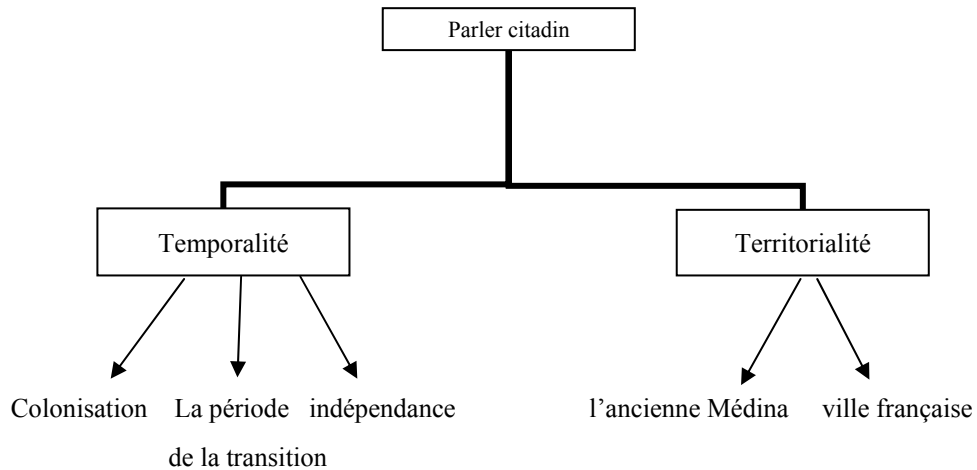 Parler citadin
Temporalité
Territorialité
Colonisation
La période
de la transition
indépendance
l’ancienne Médina
ville française